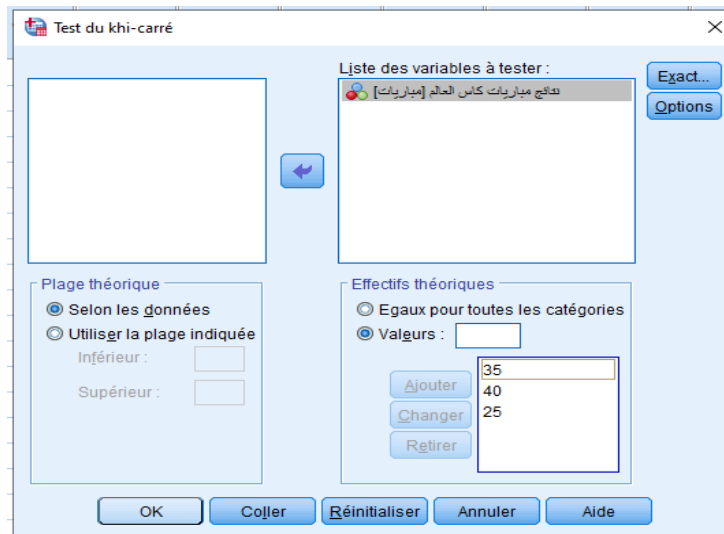 Test du khi-carré
Liste des variables à tester :
نتائج مباريات كاس العالم [مباريات]
Exact...
Options
Plage théorique
Selon les données
Utiliser la plage indiquée
Inférieur :
Supérieur :
Effectifs théoriques
Egaux pour toutes les catégories
Valeurs :
Ajouter
Changer
Retirer
35
40
25
OK
Coller
Réinitialiser
Annuler
Aide